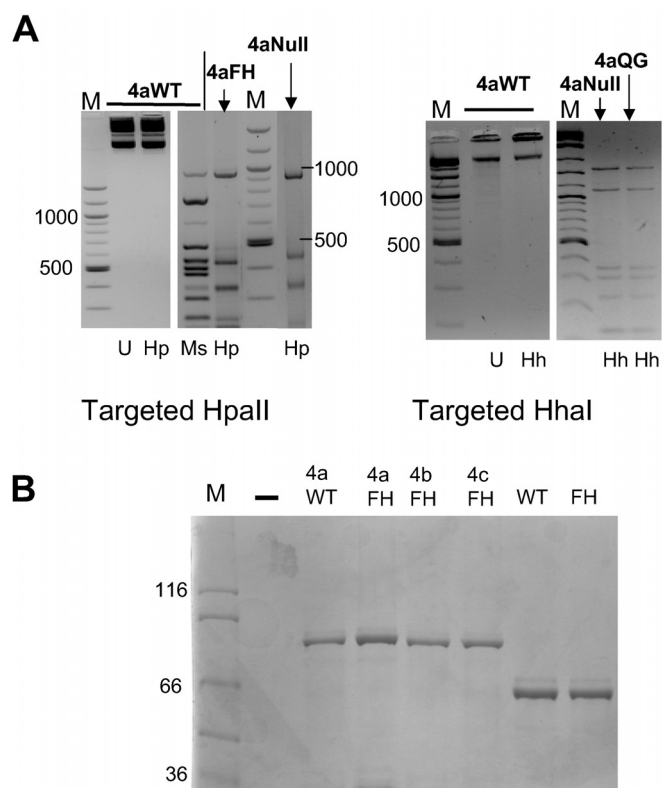 A
4aNull
4aWT
4aFH
M
M
1000
500
1000
500
U Hp Ms Hp Hp
Targeted HpaII
4aQG
4aWT
4aNull
M
M
1000
500
U Hh Hh Hh
Targeted HhaI
B
M
–
4a
WT
4a
FH
4b
FH
4c
FH
WT
FH
116
66
36